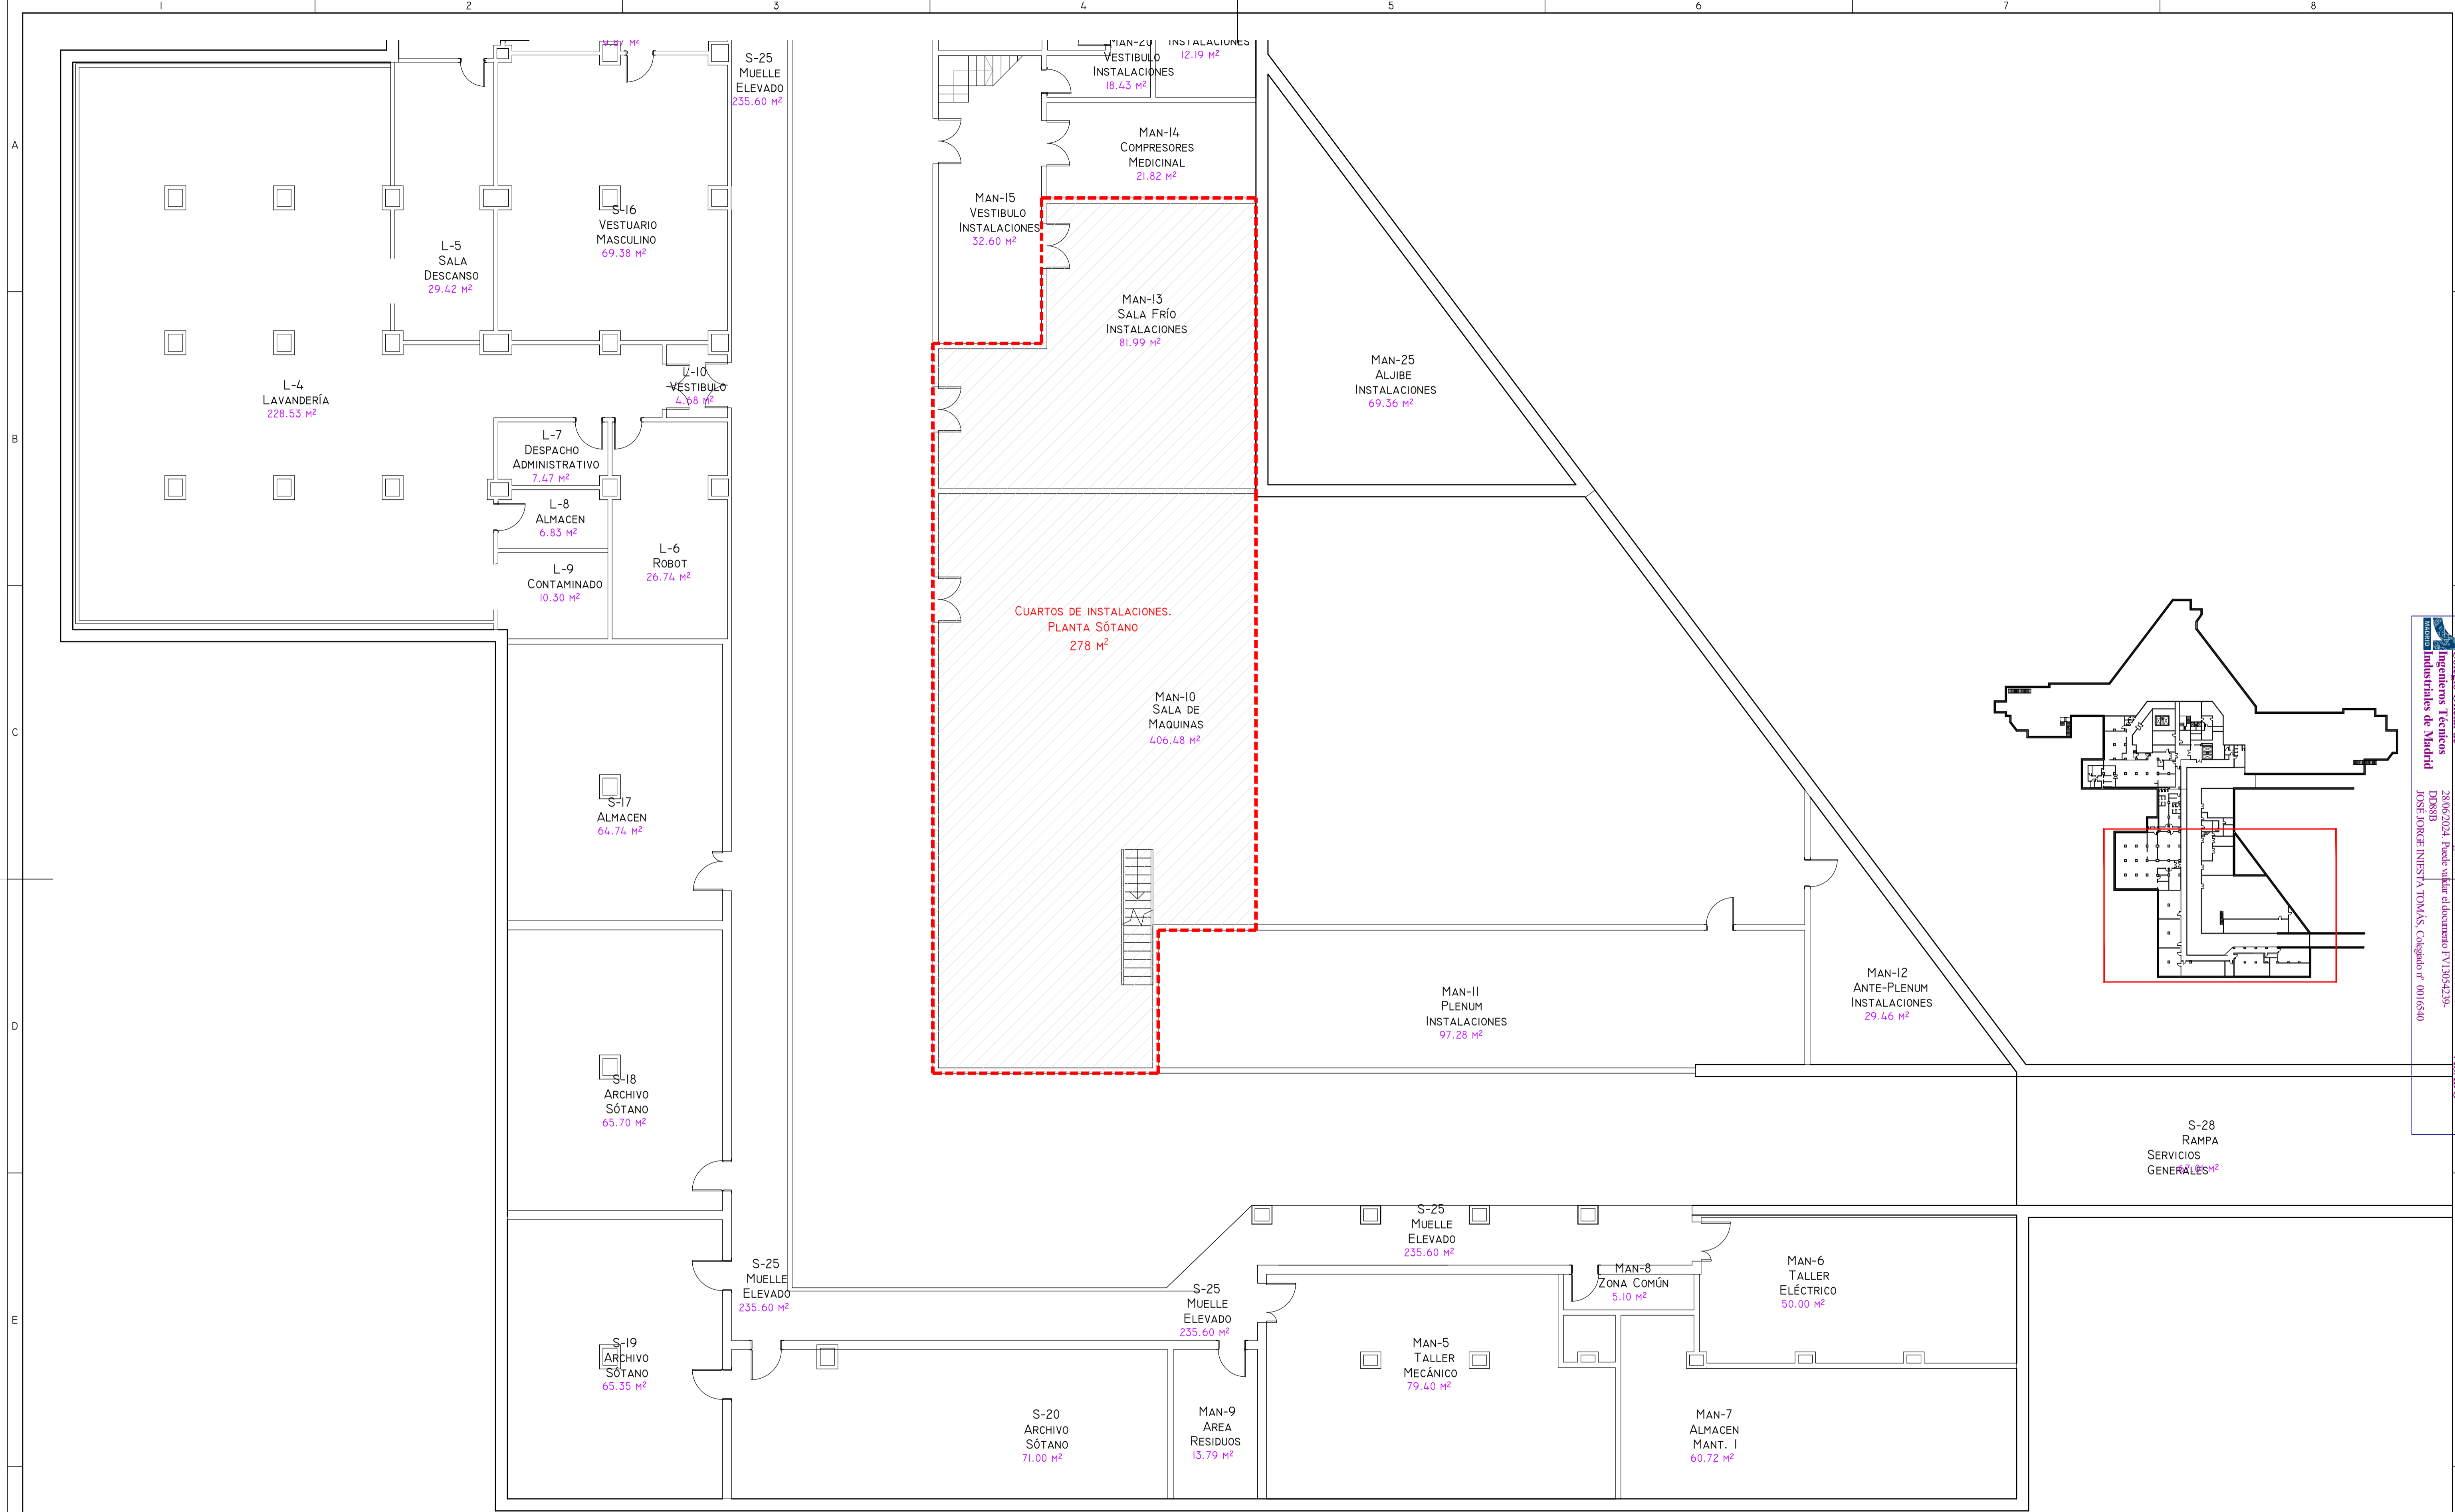 1
2
3
4
5
6
7
8
A
B
C
D
E
9.87 m²
S-25
Muelle
Elevado
235.60 m²
Man-20
Vestibulo
Instalaciones
18.43 m²
Instalaciones
12.19 m²
Man-14
Compresores
Medicinal
21.82 m²
Man-15
Vestibulo
Instalaciones
32.60 m²
S-16
Vestuario
Masculino
69.38 m²
L-5
Sala
Descanso
29.42 m²
Man-13
Sala Frío
Instalaciones
81.99 m²
Man-25
Aljibe
Instalaciones
69.36 m²
L-4
Lavandería
228.53 m²
L-10
Vestibulo
4.68 m²
L-7
Despacho
Administrativo
7.47 m²
L-8
Almacen
6.83 m²
L-6
Robot
26.74 m²
L-9
Contaminado
10.30 m²
Cuartos de instalaciones.
Planta Sótano
278 m²
Man-10
Sala de
Maquinas
406.48 m²
S-17
Almacen
64.74 m²
Man-11
Plenum
Instalaciones
97.28 m²
Man-12
Ante-Plenum
Instalaciones
29.46 m²
S-18
Archivo
Sótano
65.70 m²
S-28
Rampa
Servicios
Generales
S-25
Muelle
Elevado
235.60 m²
S-25
Muelle
Elevado
235.60 m²
S-25
Muelle
Elevado
235.60 m²
Man-8
Zona Común
5.10 m²
Man-6
Taller
Eléctrico
50.00 m²
S-19
Archivo
Sótano
65.35 m²
Man-5
Taller
Mecánico
79.40 m²
S-20
Archivo
Sótano
71.00 m²
Man-9
Area
Residuos
13.79 m²
Man-7
Almacen
Mant. 1
60.72 m²
MADRID
Ingenieros Técnicos
Industriales de Madrid
28/06/2024. Puede validar el documento FV13054239-
DD88B
JOSÉ JORGE INIESTA TOMÁS, Colegiado nº 0016540